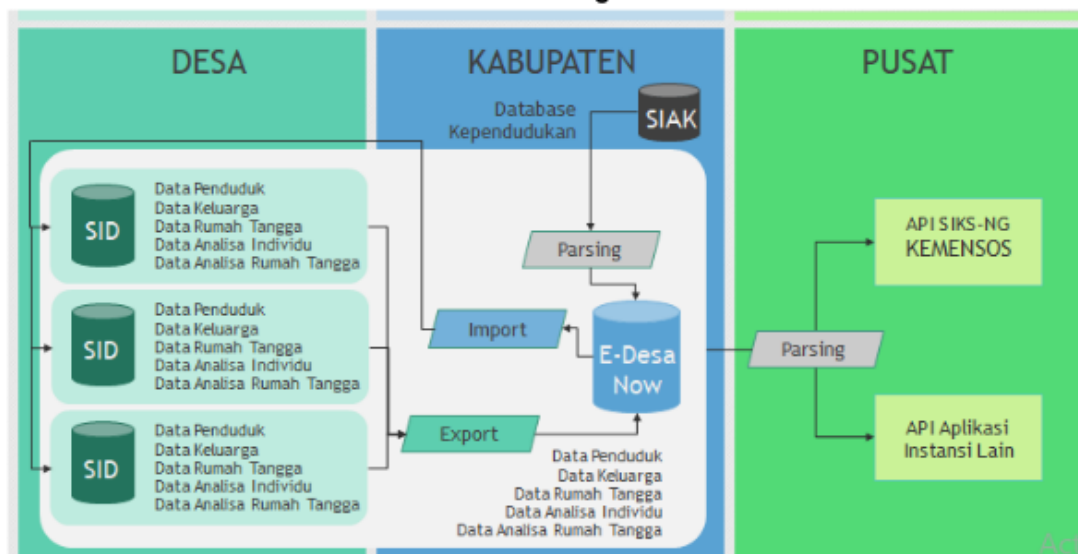 DESA
KABUPATEN
PUSAT
Database
Kependudukan
SIAK
SID
Data Penduduk
Data Keluarga
Data Rumah Tangga
Data Analisa Individu
Data Analisa Rumah Tangga
SID
Data Penduduk
Data Keluarga
Data Rumah Tangga
Data Analisa Individu
Data Analisa Rumah Tangga
SID
Data Penduduk
Data Keluarga
Data Rumah Tangga
Data Analisa Individu
Data Analisa Rumah Tangga
Parsing
Import
E-Desa
Now
Export
Data Penduduk
Data Keluarga
Data Rumah Tangga
Data Analisa Individu
Data Analisa Rumah Tangga
Parsing
API SIKS-NG
KEMENSOS
API Aplikasi
Instansi Lain